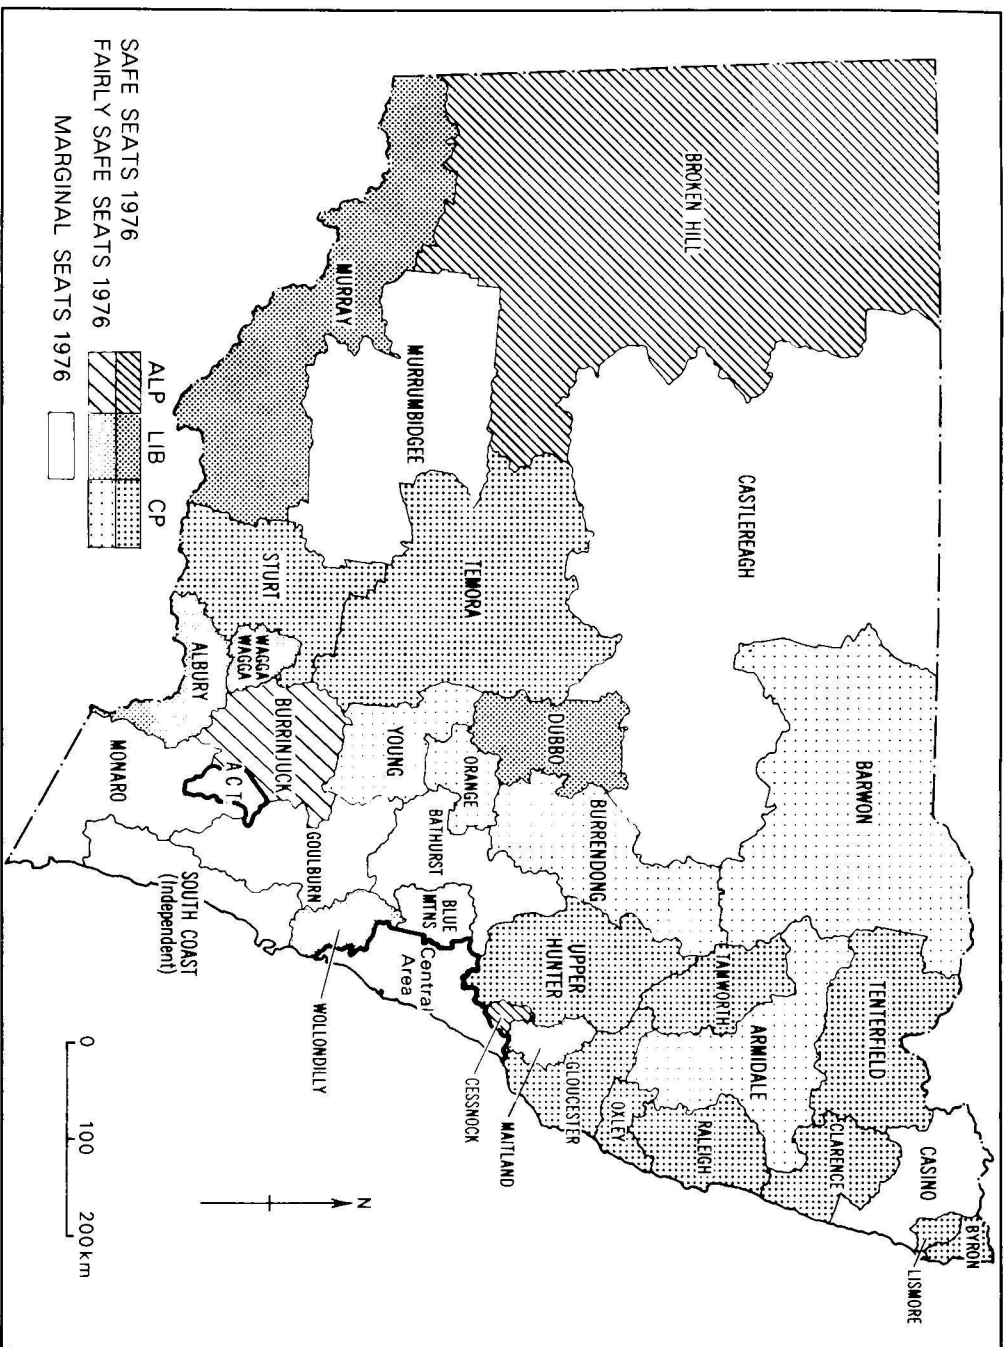 BROKEN HILL
CASTLEREAGH
BARWON
TENTERFIELD
CASINO
BYRON
LISMORE
CLARENCE
ARMIDALE
TAMWORTH
RALEIGH
OXLEY
GLOUCESTER
UPPER
HUNTER
BURRENDONG
DUBBO
MAITLAND
CESSNOCK
MURRAY
MURRUMBIDGEE
TEMORA
ORANGE
YOUNG
BATHURST
BLUE
MTNS
Central
Area
WOLLONDILLY
STURT
WAGGA
WAGGA
ALBURY
BURRINJUCK
A C T
GOULBURN
MONARO
SOUTH COAST
(Independent)
SAFE SEATS 1976
FAIRLY SAFE SEATS 1976
MARGINAL SEATS 1976
ALP LIB CP
N
0 100 200km